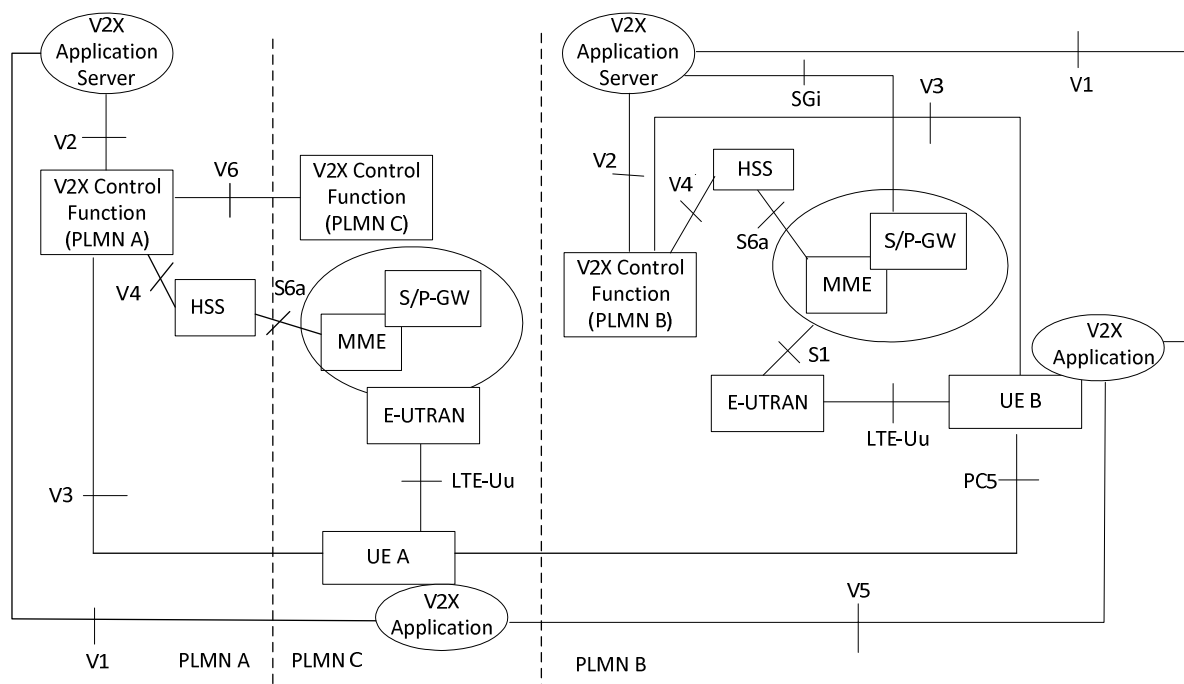 V2X
Application
Server
V2
V2X Control
Function
(PLMN A)
V6
V2X Control
Function
(PLMN C)
V4
HSS
S6a
S/P-GW
MME
E-UTRAN
LTE-Uu
V3
UE A
V2X
Application
V1
PLMN A
PLMN C
V2X
Application
Server
SGi
V3
V1
V2
V4
HSS
S6a
S/P-GW
MME
V2X Control
Function
(PLMN B)
S1
V2X
Application
E-UTRAN
UE B
LTE-Uu
PC5
V5
PLMN B